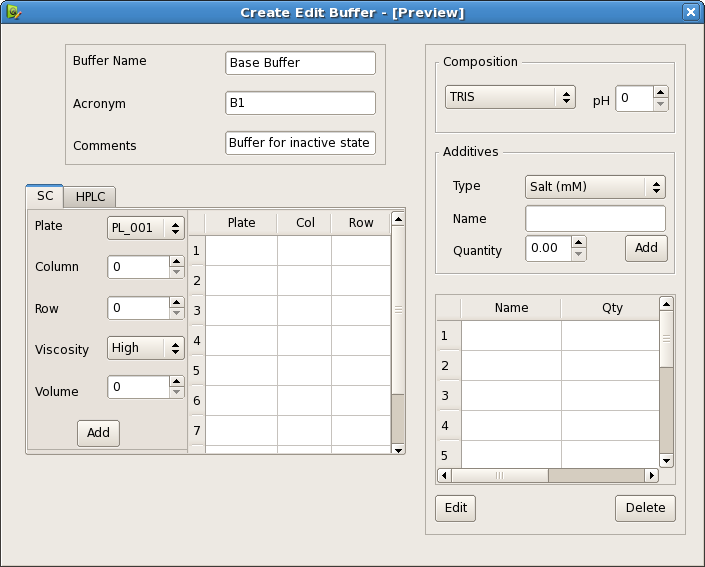 Create Edit Buffer - [Preview]
Buffer Name
Base Buffer
Acronym
B1
Comments
Buffer for inactive state
SC
HPLC
Plate
PL_001
Column
0
Row
0
Viscosity
High
Volume
0
Add
Plate Col Row
1
2
3
4
5
6
7
Composition
TRIS
pH
0
Additives
Type
Salt (mM)
Name
Quantity
0.00
Add
Name Qty
1
2
3
4
5
Edit
Delete